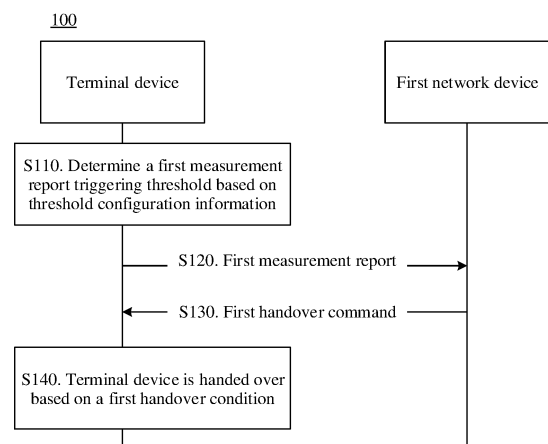 100
Terminal device
First network device
S110. Determine a first measurement
report triggering threshold based on
threshold configuration information
S120. First measurement report
S130. First handover command
S140. Terminal device is handed over
based on a first handover condition